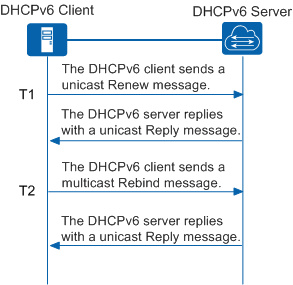 DHCPv6 Client
DHCPv6 Server
The DHCPv6 client sends a
unicast Renew message.
T1
The DHCPv6 server replies
with a unicast Reply message.
The DHCPv6 client sends a
multicast Rebind message.
T2
The DHCPv6 server replies
with a unicast Reply message.